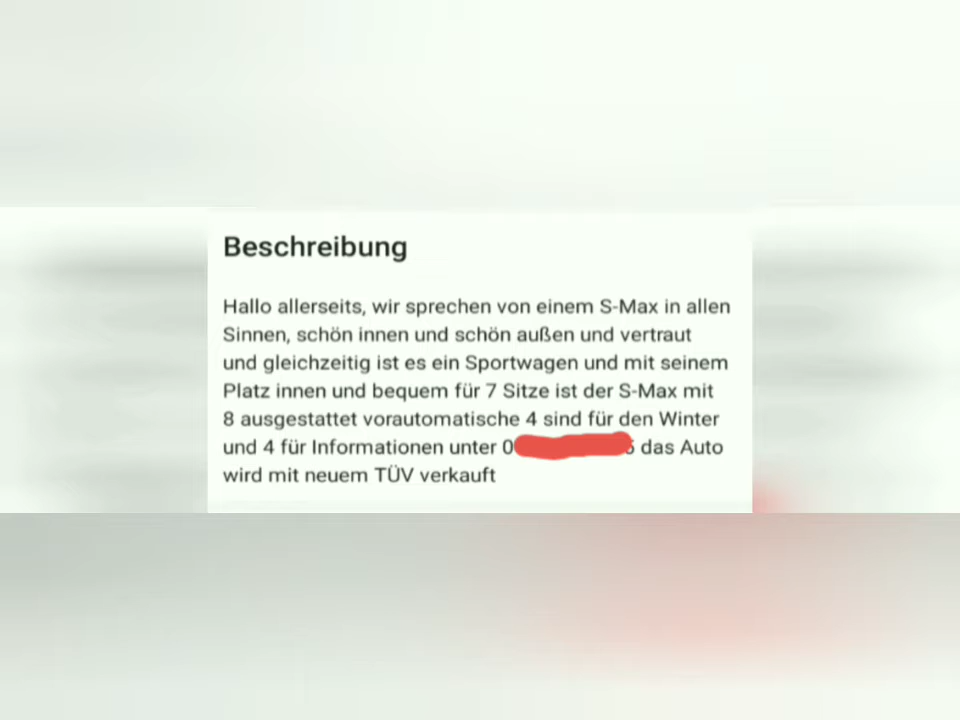 Beschreibung
Hallo allerseits, wir sprechen von einem S-Max in allen
Sinnen, schön innen und schön außen und vertraut
und gleichzeitig ist es ein Sportwagen und mit seinem
Platz innen und bequem für 7 Sitze ist der S-Max mit
8 ausgestattet vorautomatische 4 sind für den Winter
und 4 für Informationen unter 0 das Auto
wird mit neuem TÜV verkauft